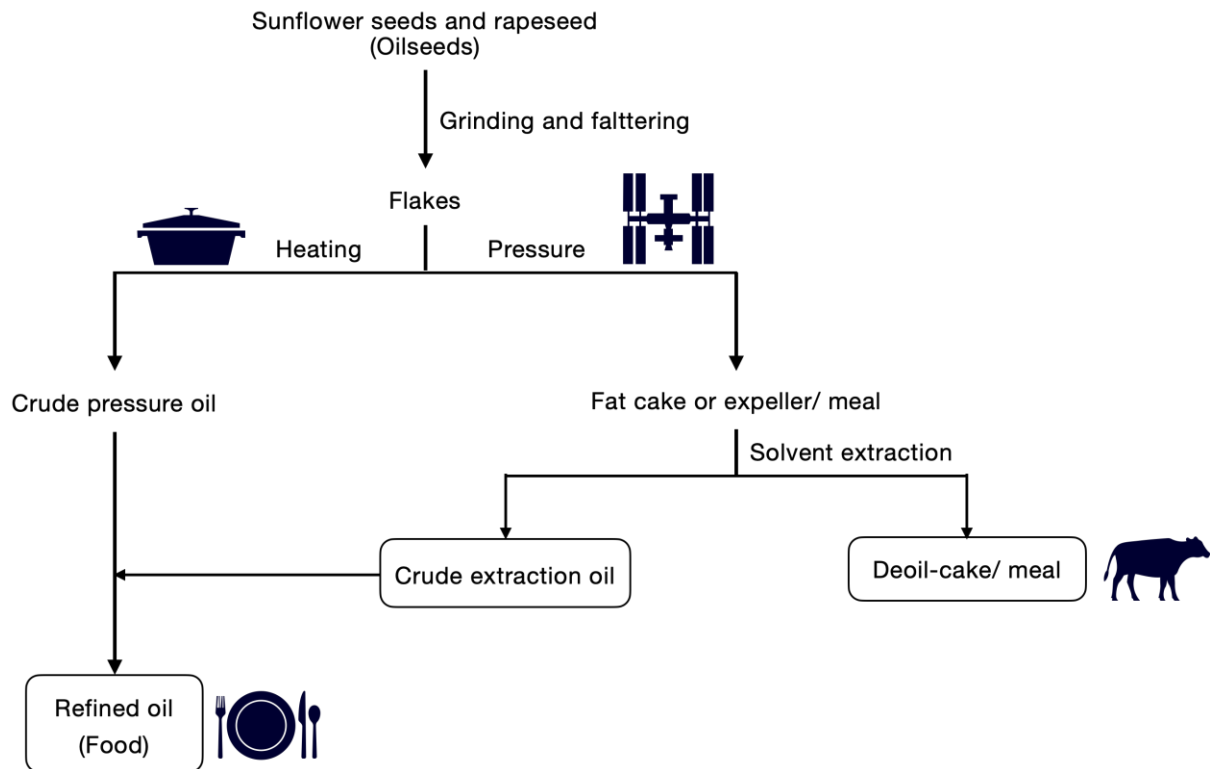 Sunflower seeds and rapeseed
(Oilseeds)
Grinding and falttering
Flakes
Heating
Pressure
Crude pressure oil
Fat cake or expeller/ meal
Solvent extraction
Crude extraction oil
Deoil-cake/ meal
Refined oil
(Food)